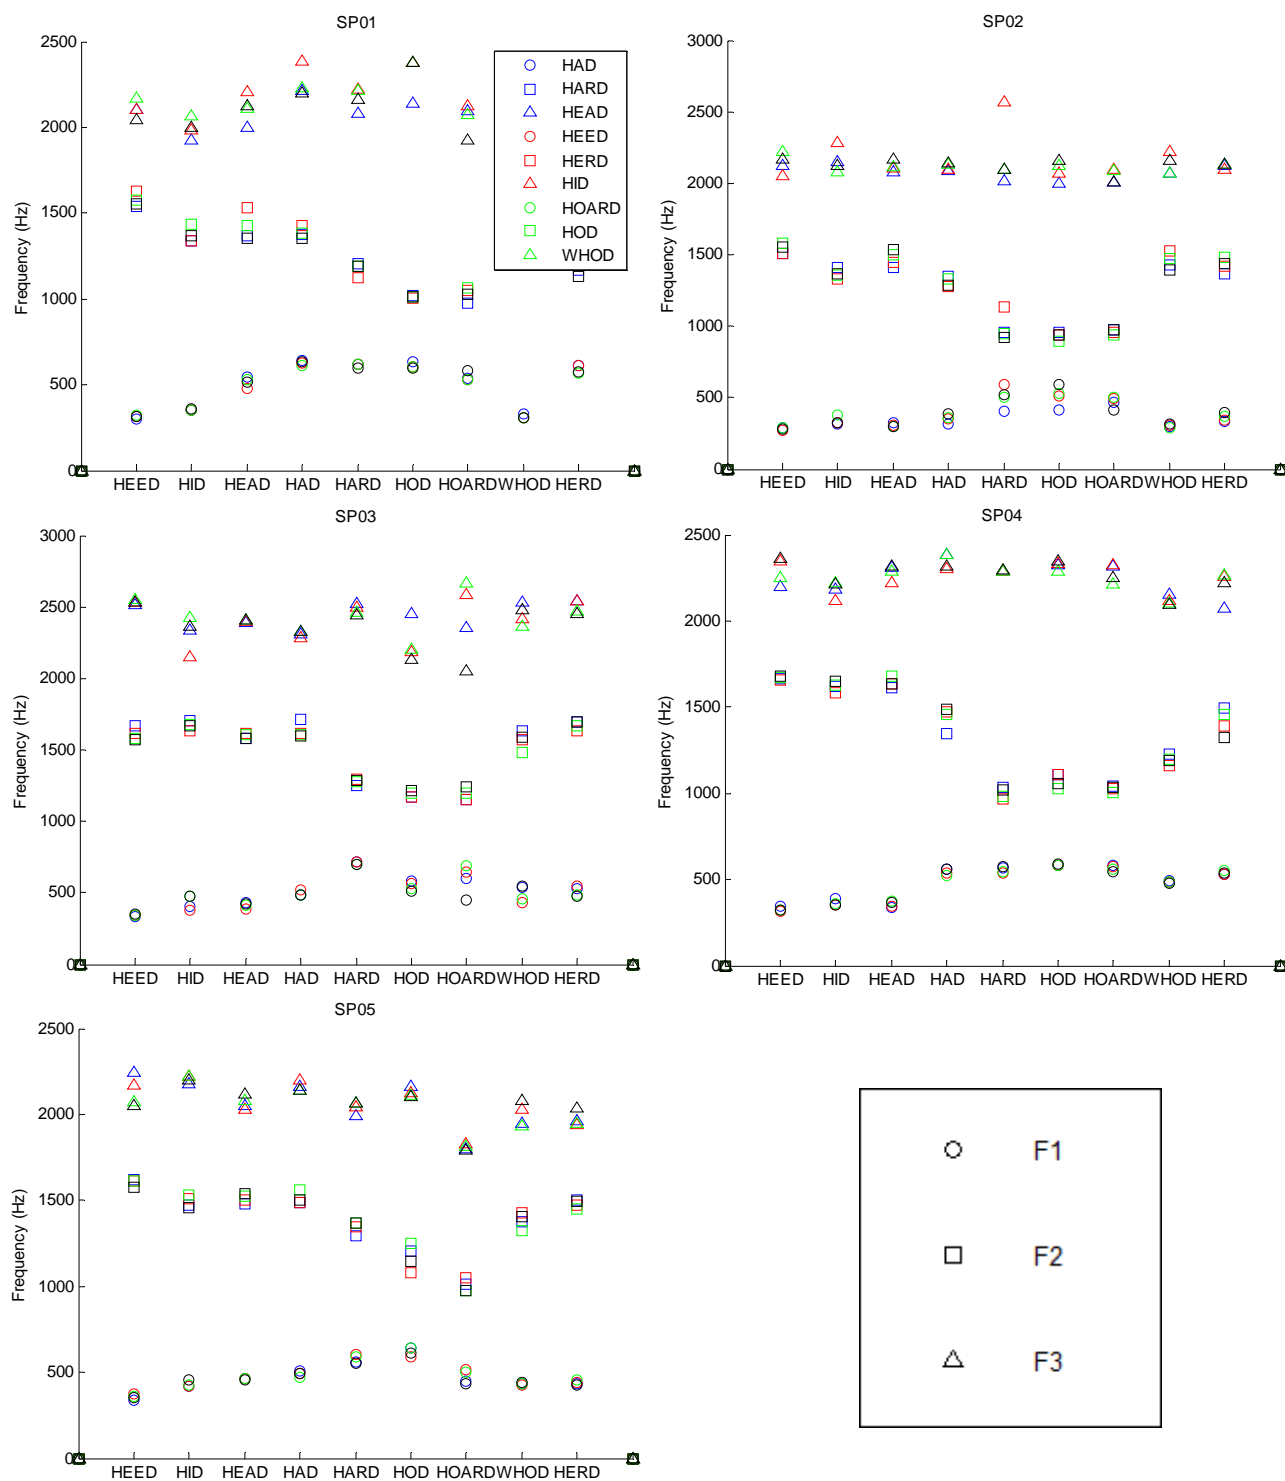 SP01
2500
2000
1500
1000
500
0
Frequency (Hz)
HAD
HARD
HEAD
HEED
HERD
HID
HOARD
HOD
WHOD
HEED HID HEAD HAD HARD HOD HOARD WHOD HERD
SP02
3000
2500
2000
1500
1000
500
0
Frequency (Hz)
HEED HID HEAD HAD HARD HOD HOARD WHOD HERD
SP03
3000
2500
2000
1500
1000
500
0
Frequency (Hz)
HEED HID HEAD HAD HARD HOD HOARD WHOD HERD
SP04
2500
2000
1500
1000
500
0
Frequency (Hz)
HEED HID HEAD HAD HARD HOD HOARD WHOD HERD
SP05
2500
2000
1500
1000
500
0
Frequency (Hz)
HEED HID HEAD HAD HARD HOD HOARD WHOD HERD
F1
F2
F3